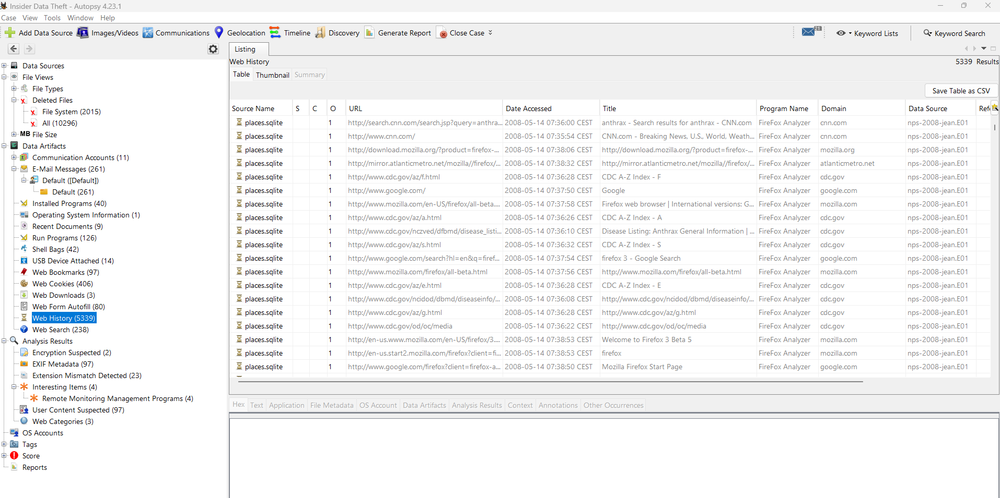 Insider Data Theft - Autopsy 4.23.1
Case View Tools Window Help
Add Data Source Images/Videos Communications Geolocation Timeline Discovery Generate Report Close Case 21 Keyword Lists Keyword Search
Data Sources
File Views
File Types
Deleted Files
File System (2015)
All (10296)
MB File Size
Data Artifacts
Communication Accounts (11)
E-Mail Messages (261)
Default ([Default])
Default (261)
Installed Programs (40)
Operating System Information (1)
Recent Documents (9)
Run Programs (126)
Shell Bags (42)
USB Device Attached (14)
Web Bookmarks (97)
Web Cookies (406)
Web Downloads (3)
Web Form Autofill (80)
Web History (5339)
Web Search (238)
Analysis Results
Encryption Suspected (2)
EXIF Metadata (97)
Extension Mismatch Detected (23)
Interesting Items (4)
Remote Monitoring Management Programs (4)
User Content Suspected (97)
Web Categories (3)
OS Accounts
Tags
Score
Reports
Listing
Web History 5339 Results
Table Thumbnail Summary
Save Table as CSV
Source Name S C O URL Date Accessed Title Program Name Domain Data Source Refe
places.sqlite 1 http://search.cnn.com/search.jsp?query=anthra... 2008-05-14 07:36:00 CEST anthrax - Search results for anthrax - CNN.com FireFox Analyzer cnn.com nps-2008-jean.E01
places.sqlite 1 http://www.cnn.com/ 2008-05-14 07:35:54 CEST CNN.com - Breaking News, U.S., World, Weath... FireFox Analyzer cnn.com nps-2008-jean.E01
places.sqlite 1 http://download.mozilla.org/?product=firefox-... 2008-05-14 07:38:06 CEST http://download.mozilla.org/?product=firefox-... FireFox Analyzer mozilla.org nps-2008-jean.E01
places.sqlite 1 http://mirror.atlanticmetro.net/mozilla//firefox/... 2008-05-14 07:38:32 CEST http://mirror.atlanticmetro.net/mozilla//firefox/... FireFox Analyzer atlanticmetro.net nps-2008-jean.E01
places.sqlite 1 http://www.cdc.gov/az/f.html 2008-05-14 07:36:28 CEST CDC A-Z Index - F FireFox Analyzer cdc.gov nps-2008-jean.E01
places.sqlite 1 http://www.google.com/ 2008-05-14 07:37:50 CEST Google FireFox Analyzer google.com nps-2008-jean.E01
places.sqlite 1 http://www.mozilla.com/en-US/firefox/all-beta.... 2008-05-14 07:37:58 CEST Firefox web browser | International versions: G... FireFox Analyzer mozilla.com nps-2008-jean.E01
places.sqlite 1 http://www.cdc.gov/az/a.html 2008-05-14 07:36:26 CEST CDC A-Z Index - A FireFox Analyzer cdc.gov nps-2008-jean.E01
places.sqlite 1 http://www.cdc.gov/nczved/dfbmd/disease_listi... 2008-05-14 07:36:10 CEST Disease Listing: Anthrax General Information | ... FireFox Analyzer cdc.gov nps-2008-jean.E01
places.sqlite 1 http://www.cdc.gov/az/s.html 2008-05-14 07:36:32 CEST CDC A-Z Index - S FireFox Analyzer cdc.gov nps-2008-jean.E01
places.sqlite 1 http://www.google.com/search?hl=en&q=firef... 2008-05-14 07:37:54 CEST firefox 3 - Google Search FireFox Analyzer google.com nps-2008-jean.E01
places.sqlite 1 http://www.mozilla.com/firefox/all-beta.html 2008-05-14 07:37:56 CEST http://www.mozilla.com/firefox/all-beta.html FireFox Analyzer mozilla.com nps-2008-jean.E01
places.sqlite 1 http://www.cdc.gov/az/e.html 2008-05-14 07:36:28 CEST CDC A-Z Index - E FireFox Analyzer cdc.gov nps-2008-jean.E01
places.sqlite 1 http://www.cdc.gov/ncidod/dbmd/diseaseinfo/... 2008-05-14 07:36:08 CEST http://www.cdc.gov/ncidod/dbmd/diseaseinfo/... FireFox Analyzer cdc.gov nps-2008-jean.E01
places.sqlite 1 http://www.cdc.gov/az/g.html 2008-05-14 07:36:28 CEST http://www.cdc.gov/az/g.html FireFox Analyzer cdc.gov nps-2008-jean.E01
places.sqlite 1 http://www.cdc.gov/od/oc/media 2008-05-14 07:36:22 CEST http://www.cdc.gov/od/oc/media FireFox Analyzer cdc.gov nps-2008-jean.E01
places.sqlite 1 http://en-us.www.mozilla.com/en-US/firefox/3.... 2008-05-14 07:38:53 CEST Welcome to Firefox 3 Beta 5 FireFox Analyzer mozilla.com nps-2008-jean.E01
places.sqlite 1 http://en-us.start2.mozilla.com/firefox?client=fi... 2008-05-14 07:38:53 CEST firefox FireFox Analyzer mozilla.com nps-2008-jean.E01
places.sqlite 1 http://www.google.com/firefox?client=firefox-a... 2008-05-14 07:38:50 CEST Mozilla Firefox Start Page FireFox Analyzer google.com nps-2008-jean.E01
Hex Text Application File Metadata OS Account Data Artifacts Analysis Results Context Annotations Other Occurrences